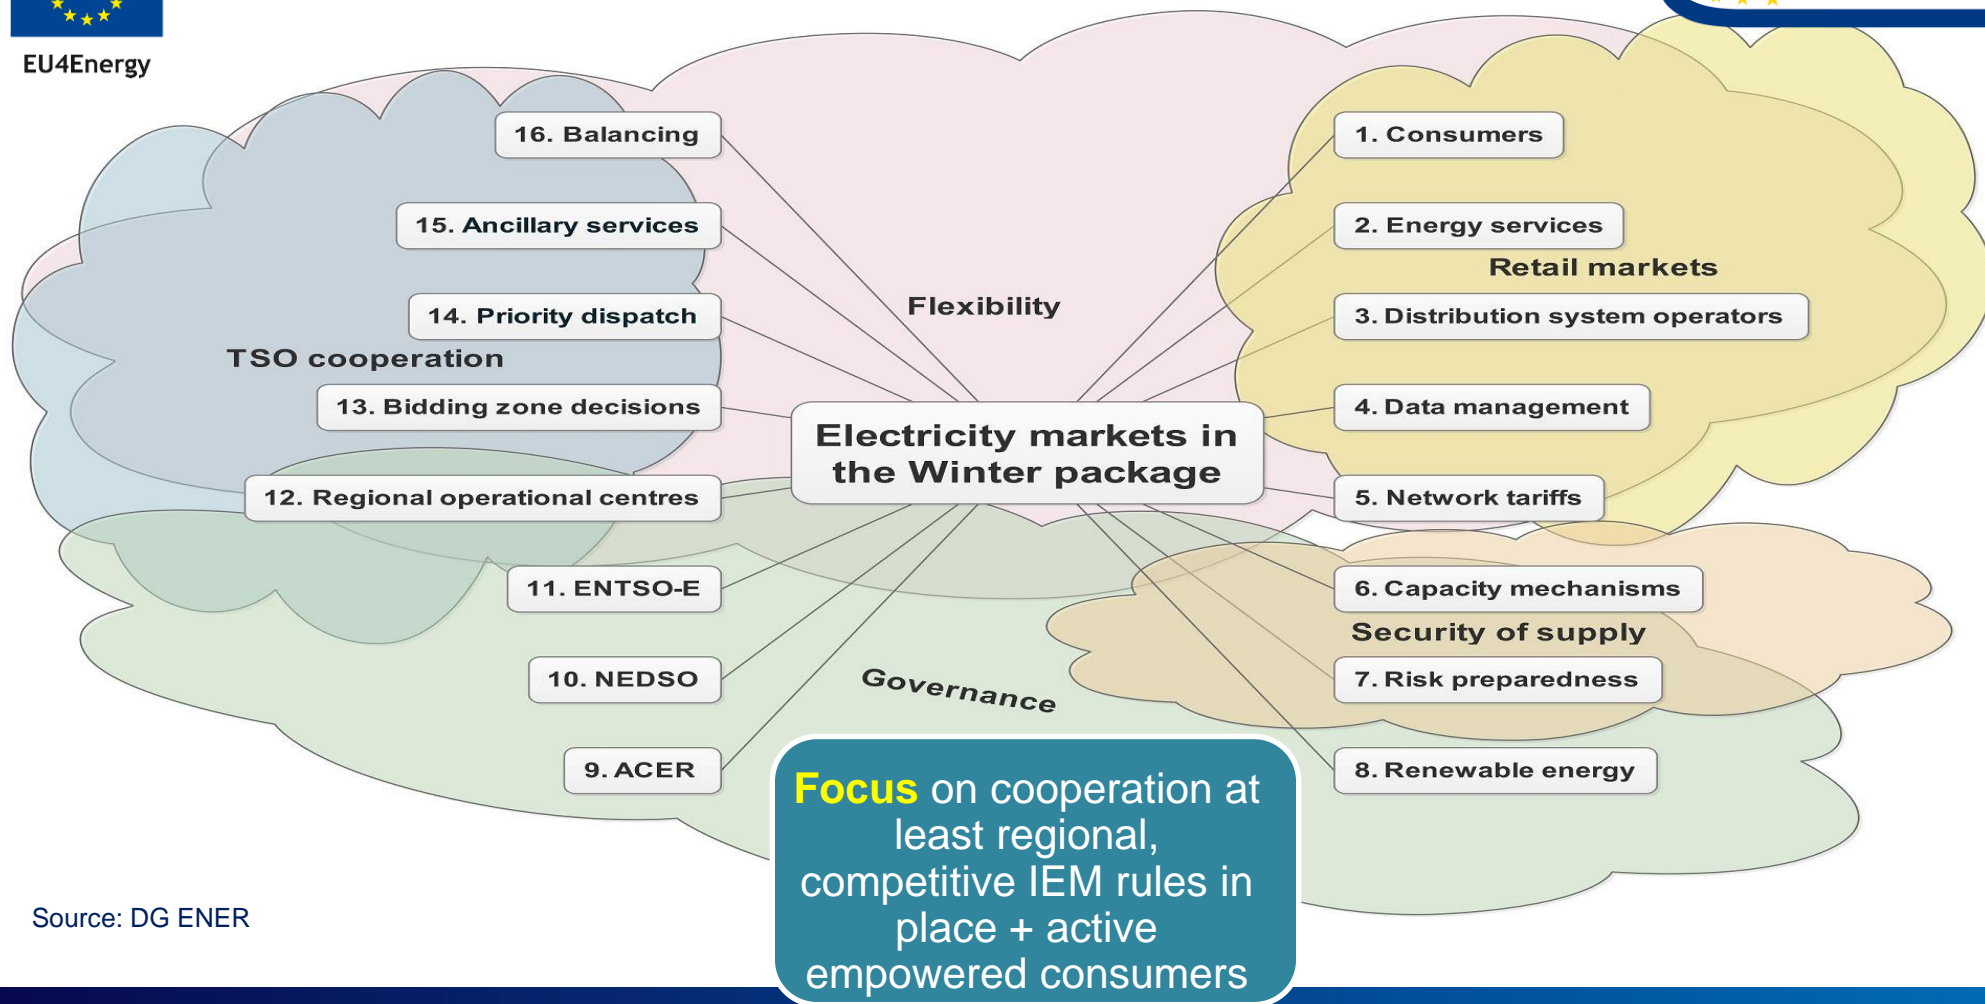 EU4Energy
16. Balancing
15. Ancillary services
14. Priority dispatch
TSO cooperation
13. Bidding zone decisions
12. Regional operational centres
11. ENTSO-E
10. NEDSO
9. ACER
Flexibility
Electricity markets in
the Winter package
Governance
1. Consumers
2. Energy services
Retail markets
3. Distribution system operators
4. Data management
5. Network tariffs
6. Capacity mechanisms
Security of supply
7. Risk preparedness
8. Renewable energy
Focus on cooperation at
least regional,
competitive IEM rules in
place + active
empowered consumers
Source: DG ENER